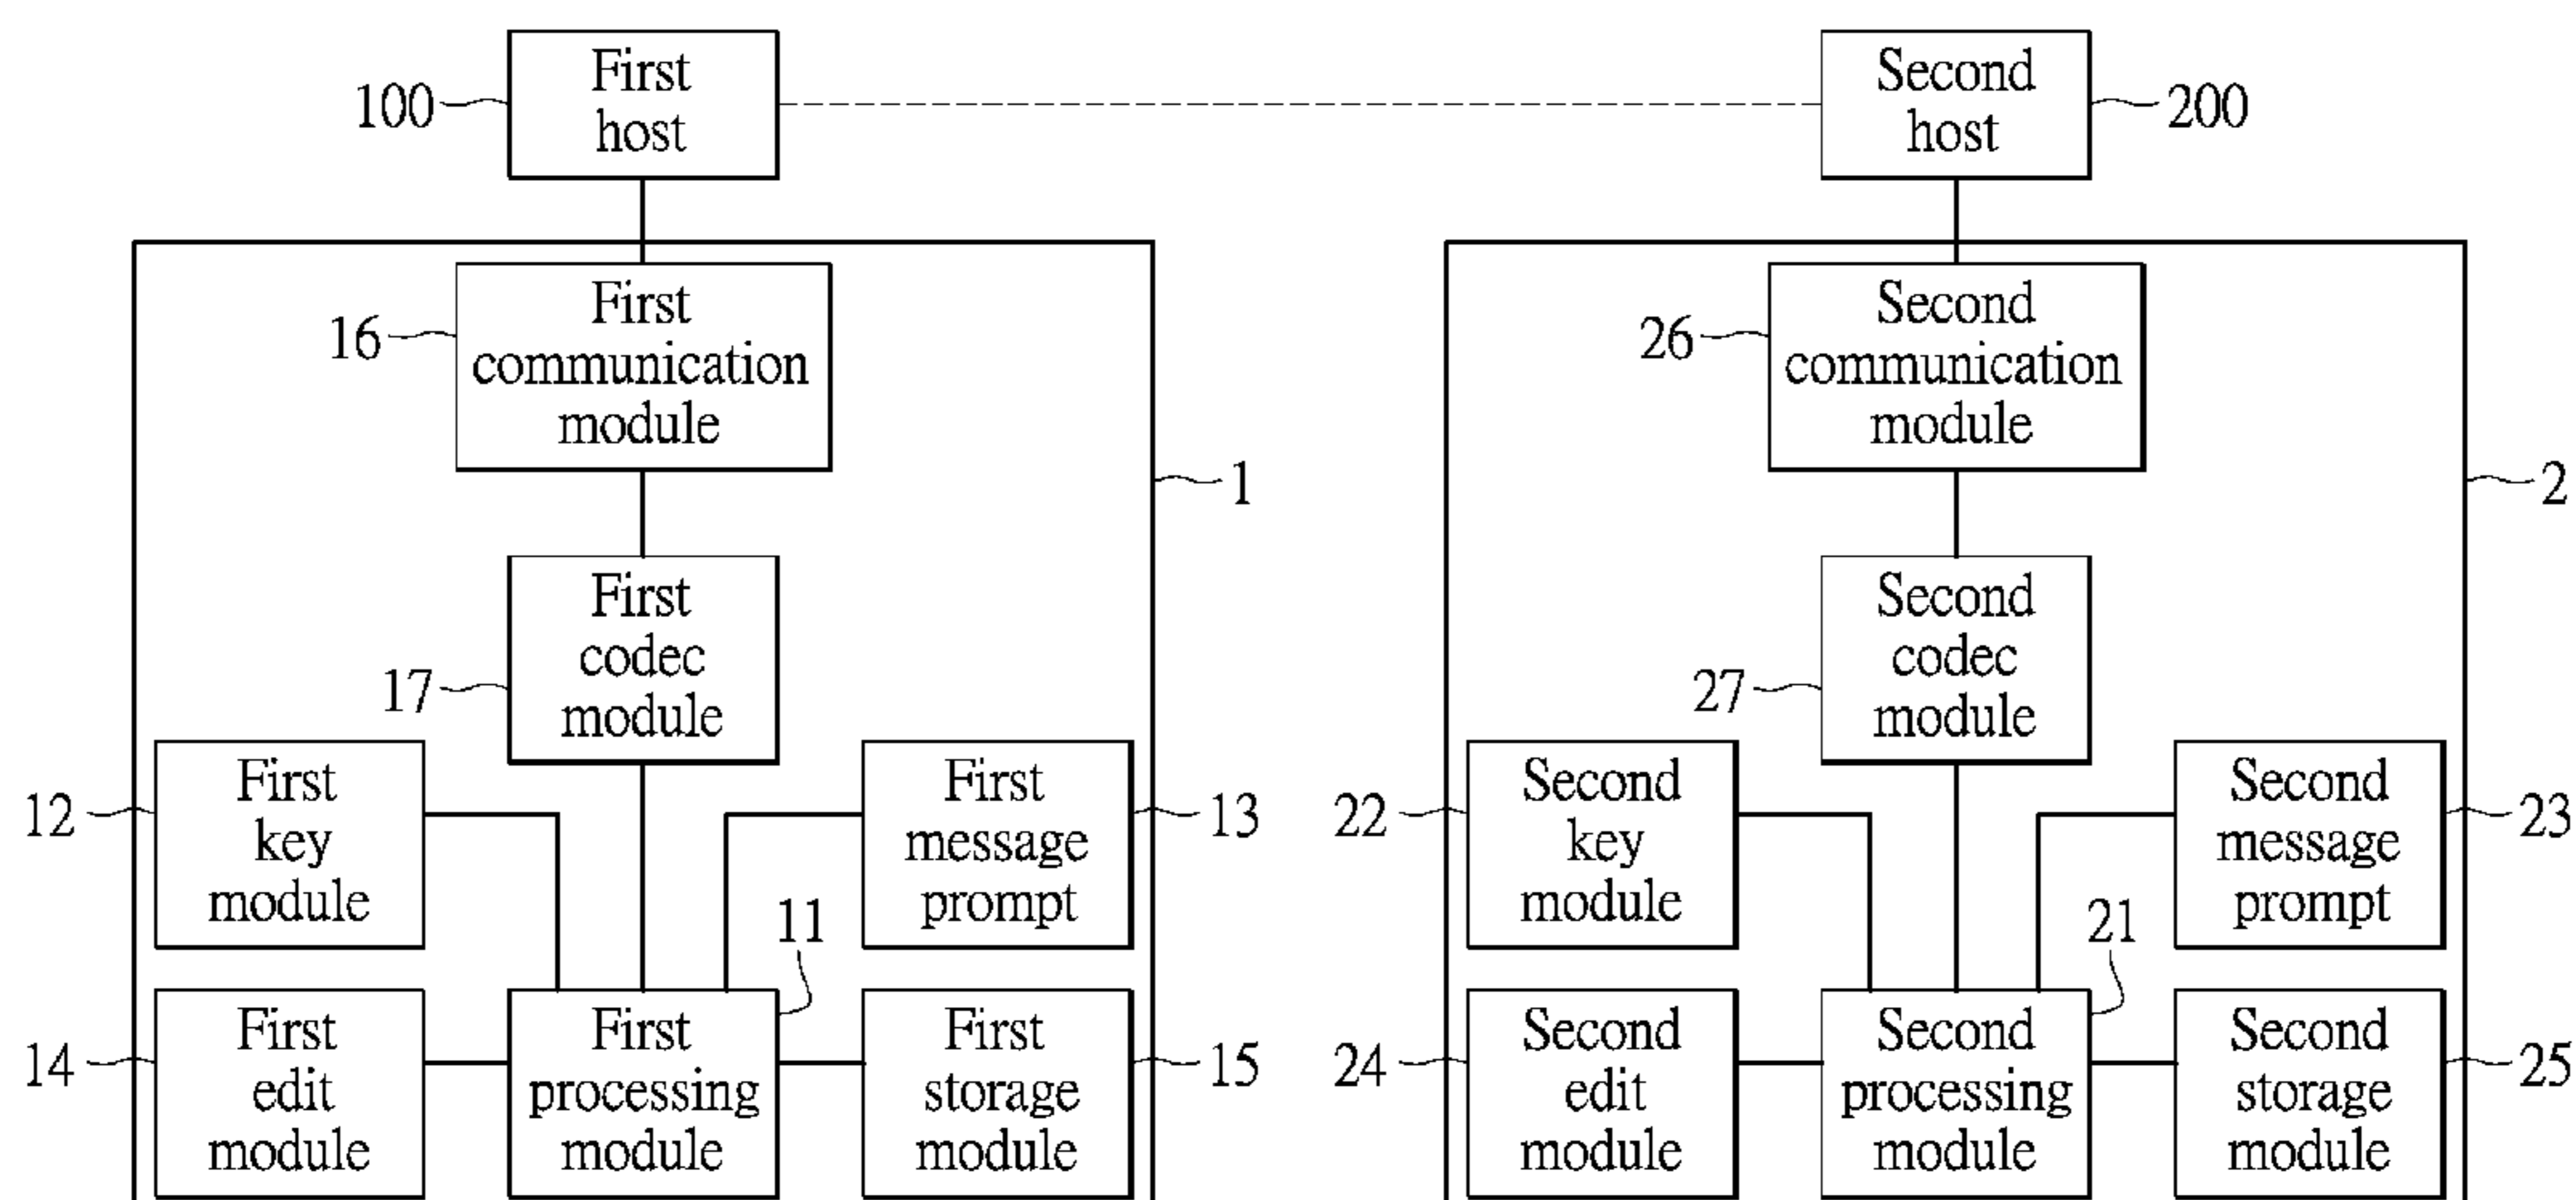 First
host
100
Second
host
200
First
communication
module
16
1
First
codec
module
17
First
key
module
12
First
message
prompt
13
11
First
edit
module
14
First
processing
module
First
storage
module
15
Second
communication
module
26
2
Second
codec
module
27
Second
key
module
22
Second
message
prompt
23
21
Second
edit
module
24
Second
processing
module
Second
storage
module
25